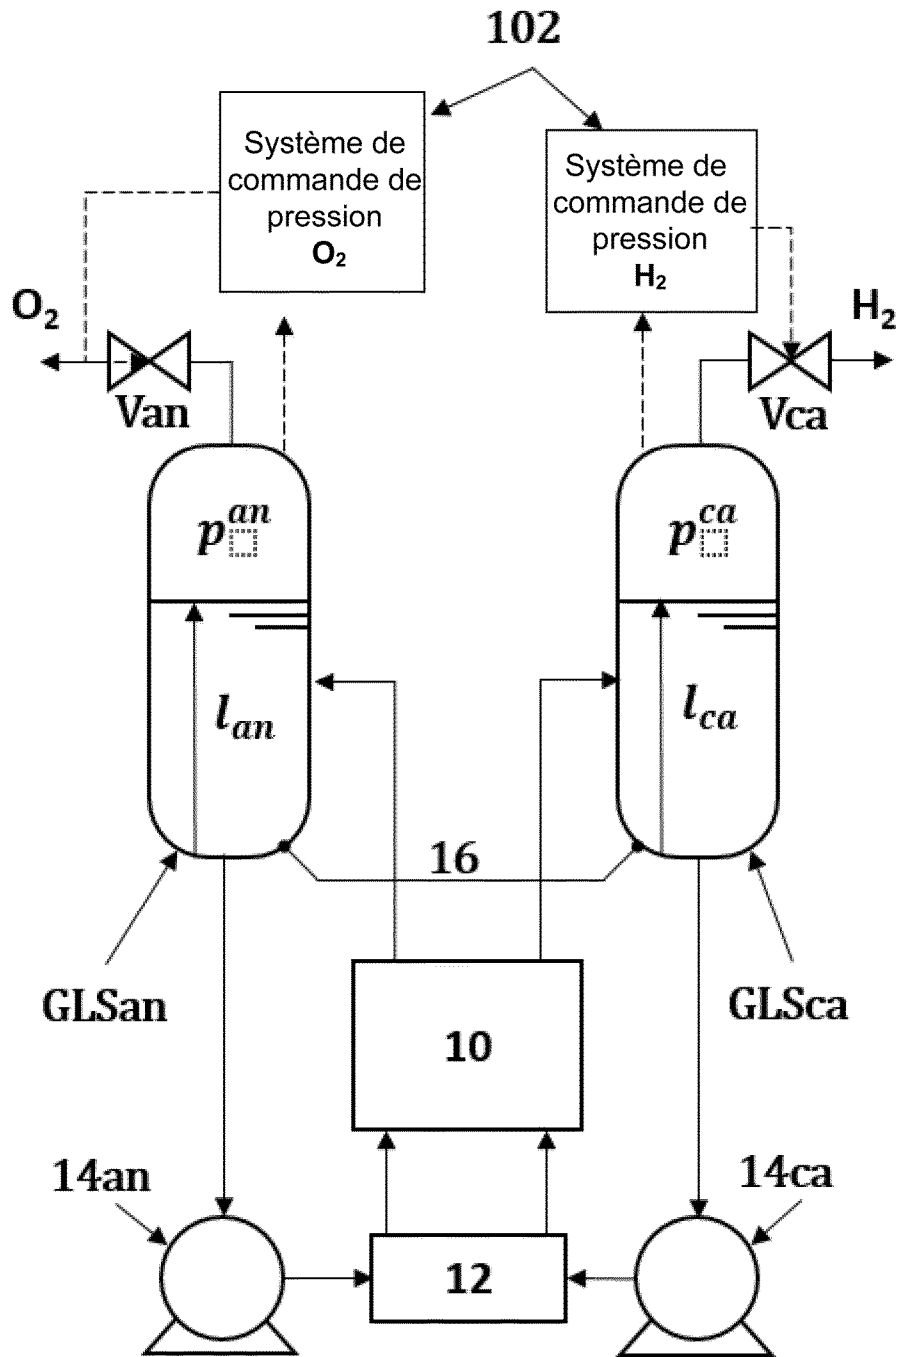 102
Système de
commande de
pression
O₂
Système de
commande de
pression
H₂
O₂
H₂
Van
Vca
p^an
p^ca
l_an
l_ca
16
GLSan
GLSca
10
14an
14ca
12